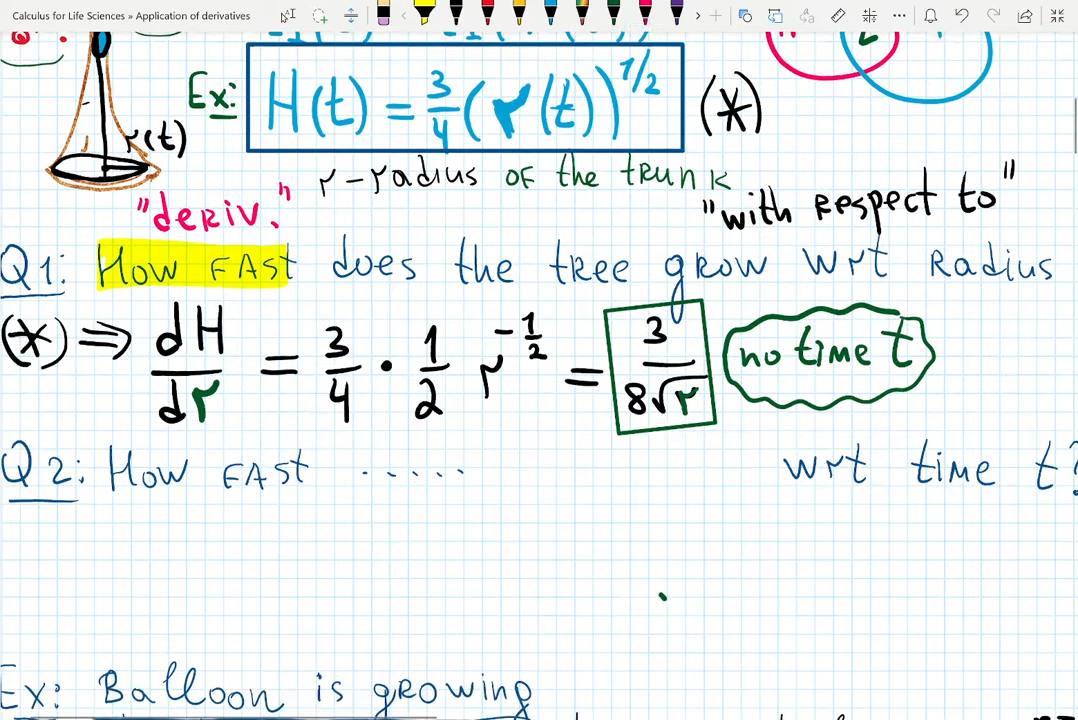 Calculus for Life Sciences » Application of derivatives
Ex: H(t) = 3/4 (r(t))^1/2 (*)
r(t)
r - radius of the trunk
"deriv."
"with respect to"
Q1: How fast does the tree grow wrt radius
(*) ⇒ dH/dr = 3/4 · 1/2 r^-1/2 = 3/(8√r) no time t
Q2: How fast ...... wrt time t?
Ex: Balloon is growing